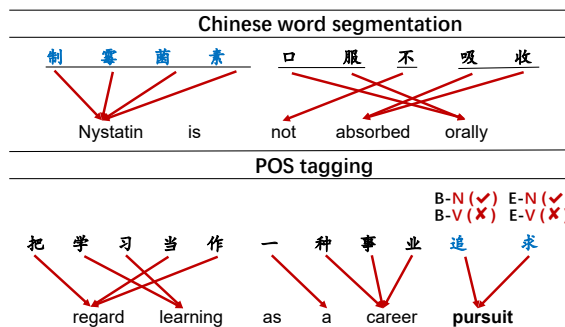 Chinese word segmentation
制 霉 菌 素 口 服 不 吸 收
Nystatin is not absorbed orally
POS tagging
B-N(✓) E-N(✓
B-V(✘) E-V(✘)
把 学 习 当 作 一 种 事 业 追 求
regard learning as a career pursuit